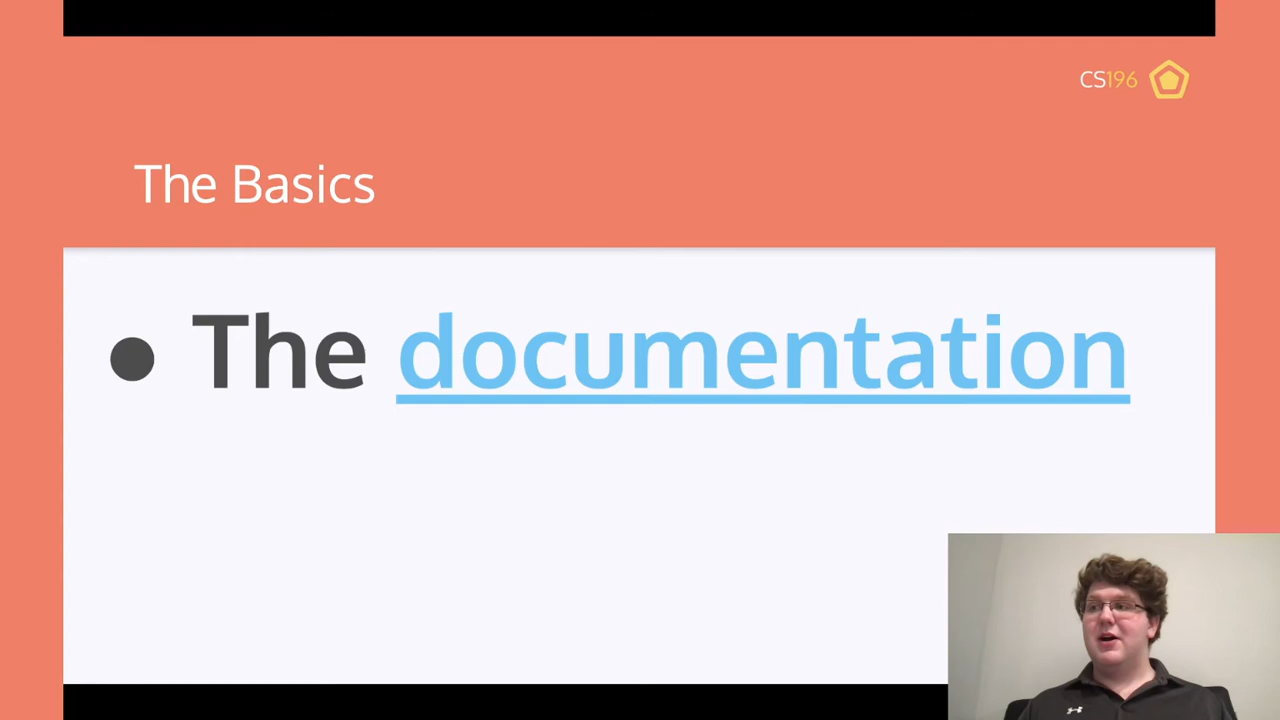 CS196
The Basics
● The documentation